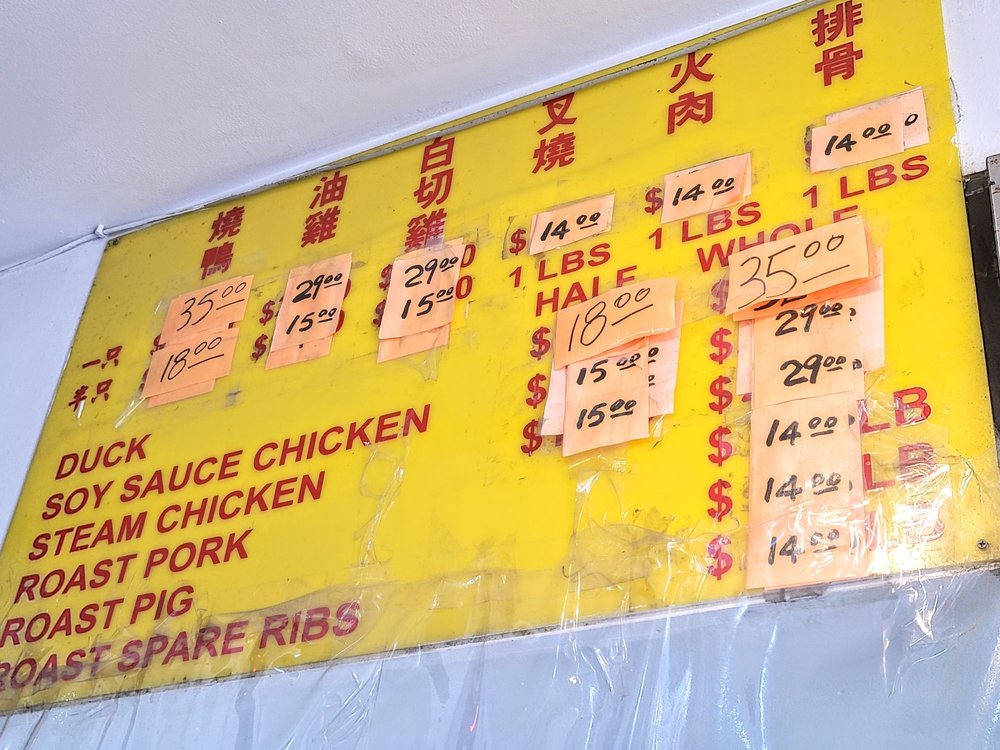 燒鴨 油雞 白切雞 叉燒 火肉 排骨
一只 35.00 29.00 29.00 $14.00 $14.00 14.00
半只 18.00 $15.00 15.00 1 LBS 1 LBS 1 LBS
HALF WHOLE
DUCK $18.00 $35.00
SOY SAUCE CHICKEN $15.00 $29.00
STEAM CHICKEN $15.00 $29.00
ROAST PORK $14.00 LB
ROAST PIG $14.00 LB
ROAST SPARE RIBS $14.00